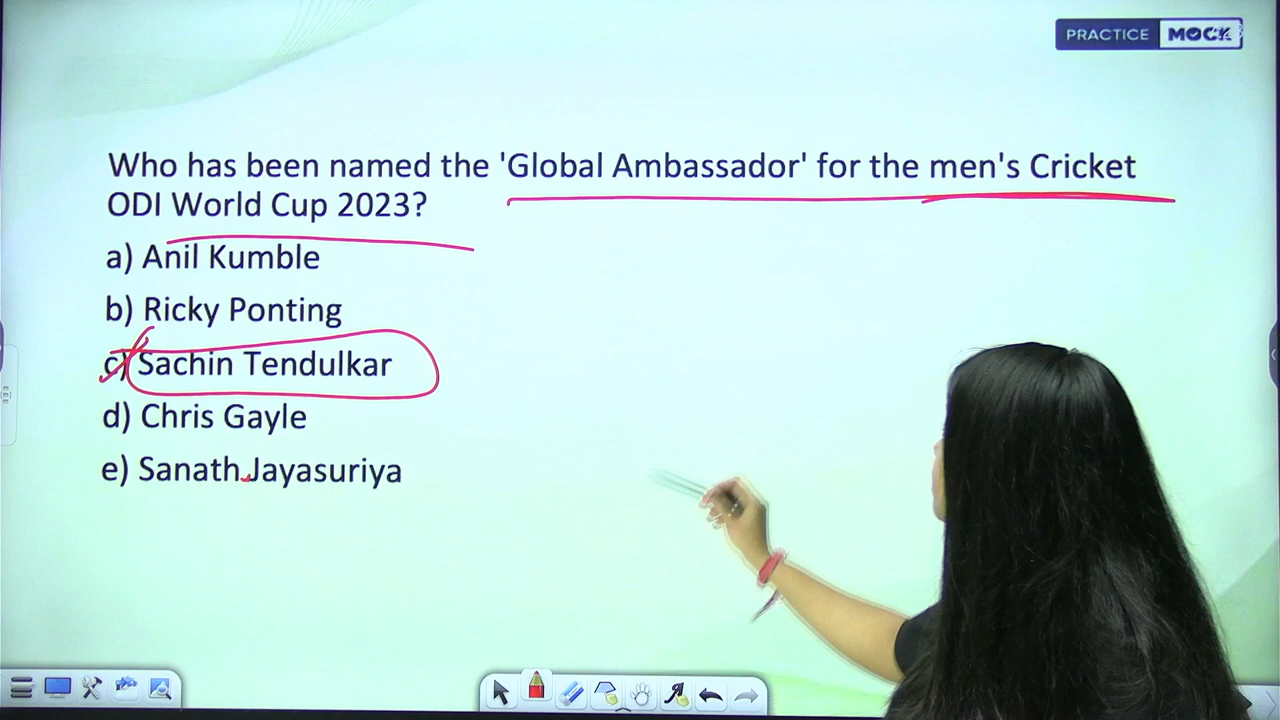 PRACTICE MOCK
Who has been named the 'Global Ambassador' for the men's Cricket
ODI World Cup 2023?
a) Anil Kumble
b) Ricky Ponting
c) Sachin Tendulkar
d) Chris Gayle
e) Sanath Jayasuriya